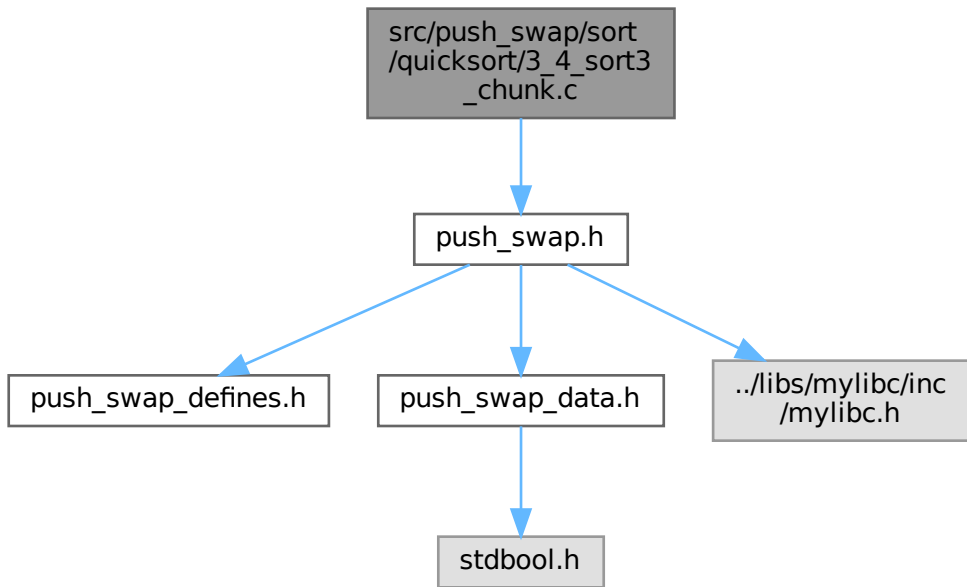 src/push_swap/sort
/quicksort/3_4_sort3
_chunk.c
push_swap.h
push_swap_defines.h
push_swap_data.h
../libs/mylibc/inc
/mylibc.h
stdbool.h